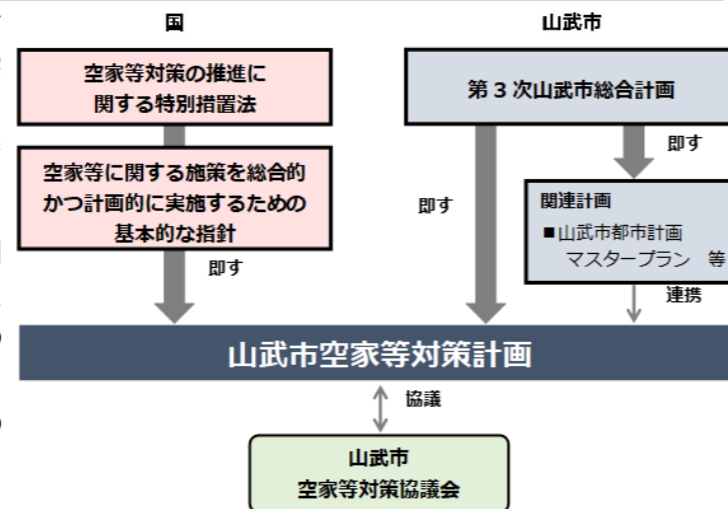 国
山武市
空家等対策の推進に
関する特別措置法
第3次山武市総合計画
即す
空家等に関する施策を総合的
かつ計画的に実施するための
基本的な指針
即す
関連計画
■山武市都市計画
マスタープラン 等
即す
連携
山武市空家等対策計画
協議
山武市
空家等対策協議会